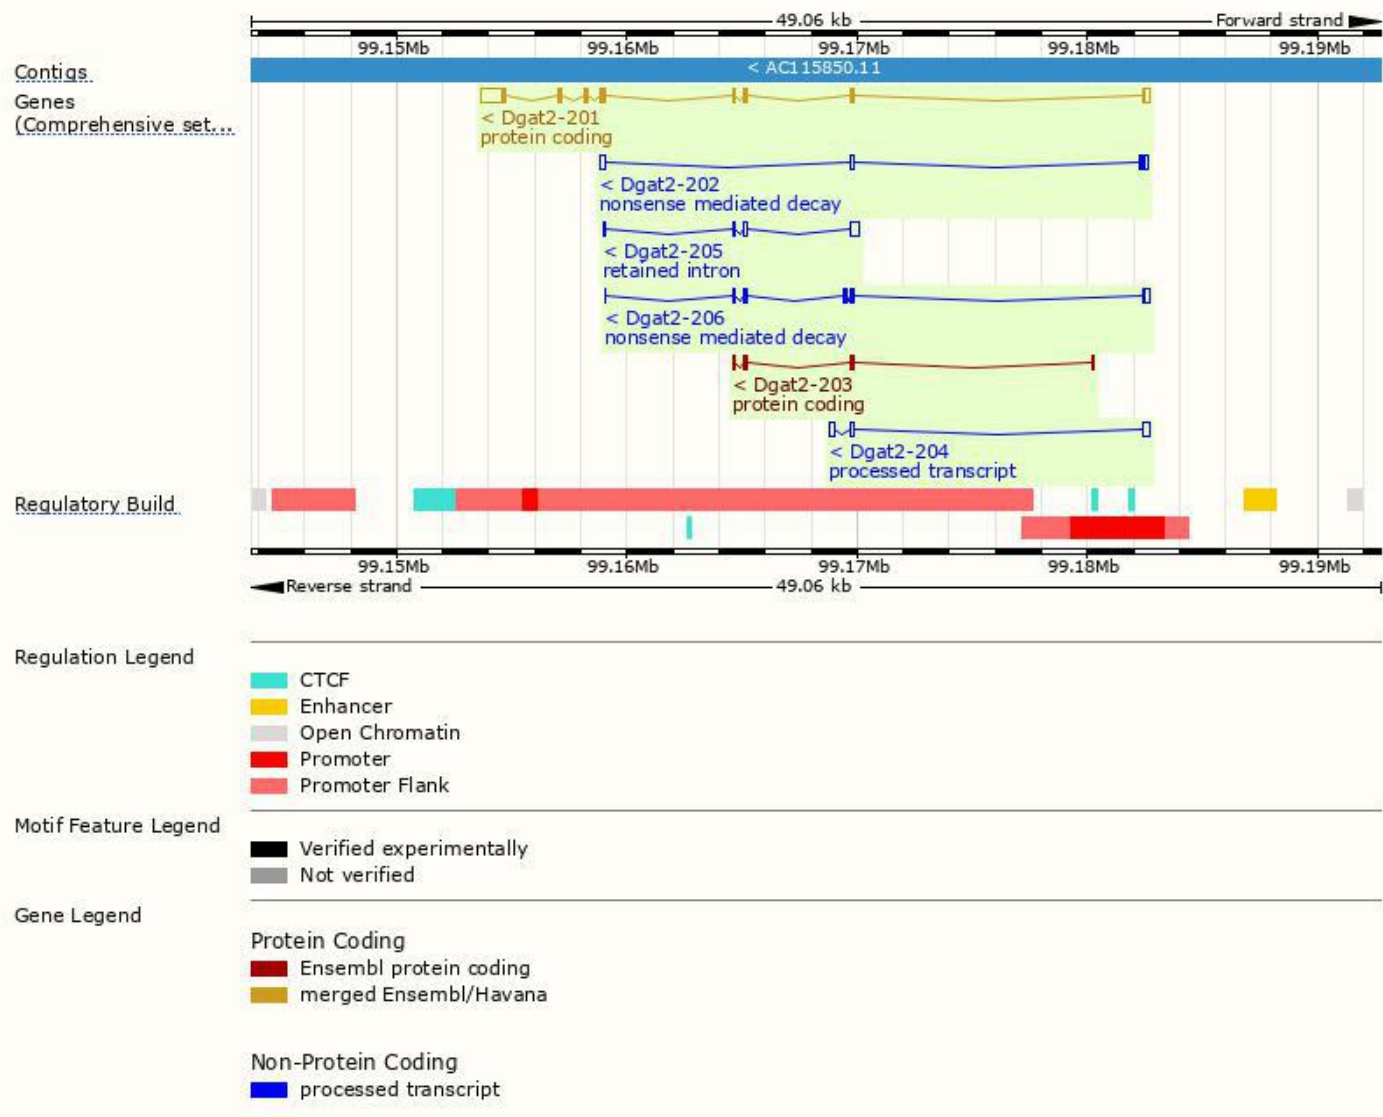 49.06 kb
Forward strand
99.15Mb 99.16Mb 99.17Mb 99.18Mb 99.19Mb
Contigs
< AC115850.11
Genes
(Comprehensive set...
< Dgat2-201
protein coding
< Dgat2-202
nonsense mediated decay
< Dgat2-205
retained intron
< Dgat2-206
nonsense mediated decay
< Dgat2-203
protein coding
< Dgat2-204
processed transcript
Regulatory Build
99.15Mb 99.16Mb 99.17Mb 99.18Mb 99.19Mb
Reverse strand
49.06 kb
Regulation Legend
CTCF
Enhancer
Open Chromatin
Promoter
Promoter Flank
Motif Feature Legend
Verified experimentally
Not verified
Gene Legend
Protein Coding
Ensembl protein coding
merged Ensembl/Havana
Non-Protein Coding
processed transcript